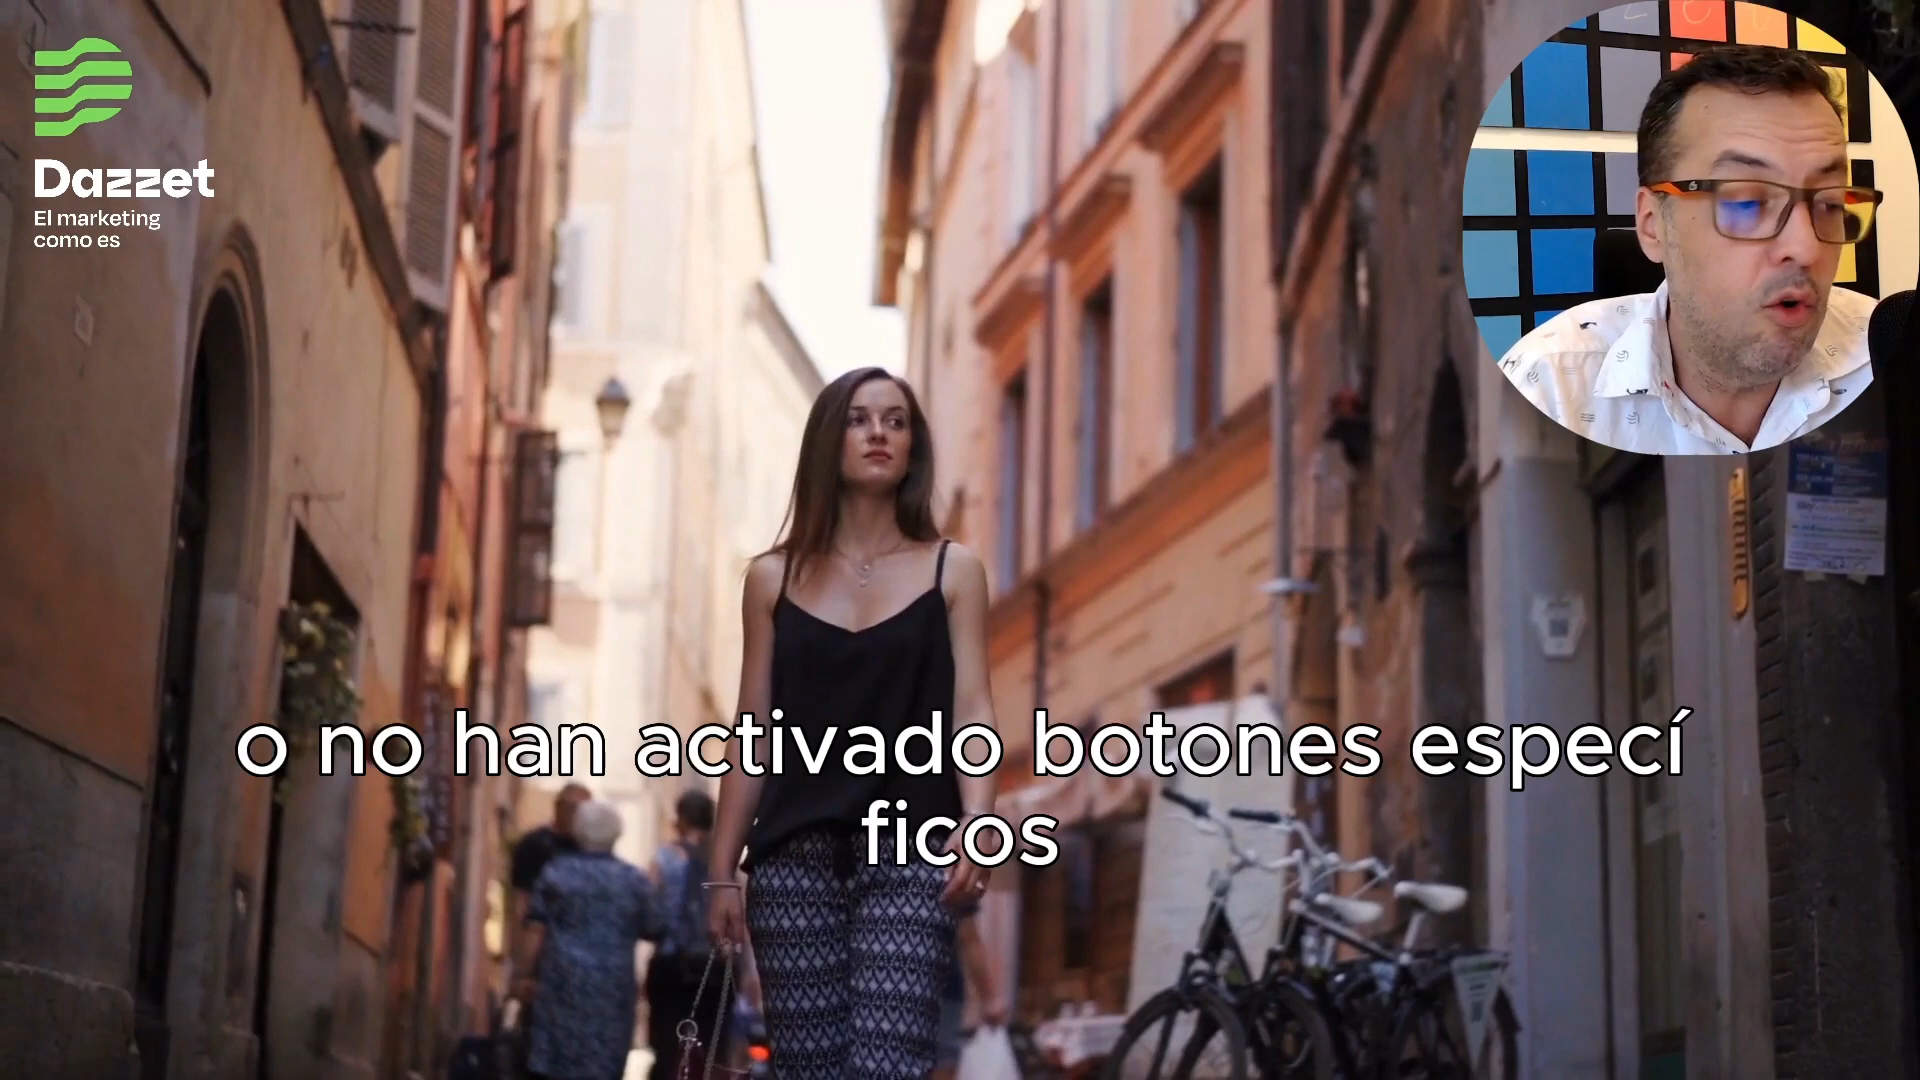 Dazzet
El marketing
como es
o no han activado botones especí
ficos